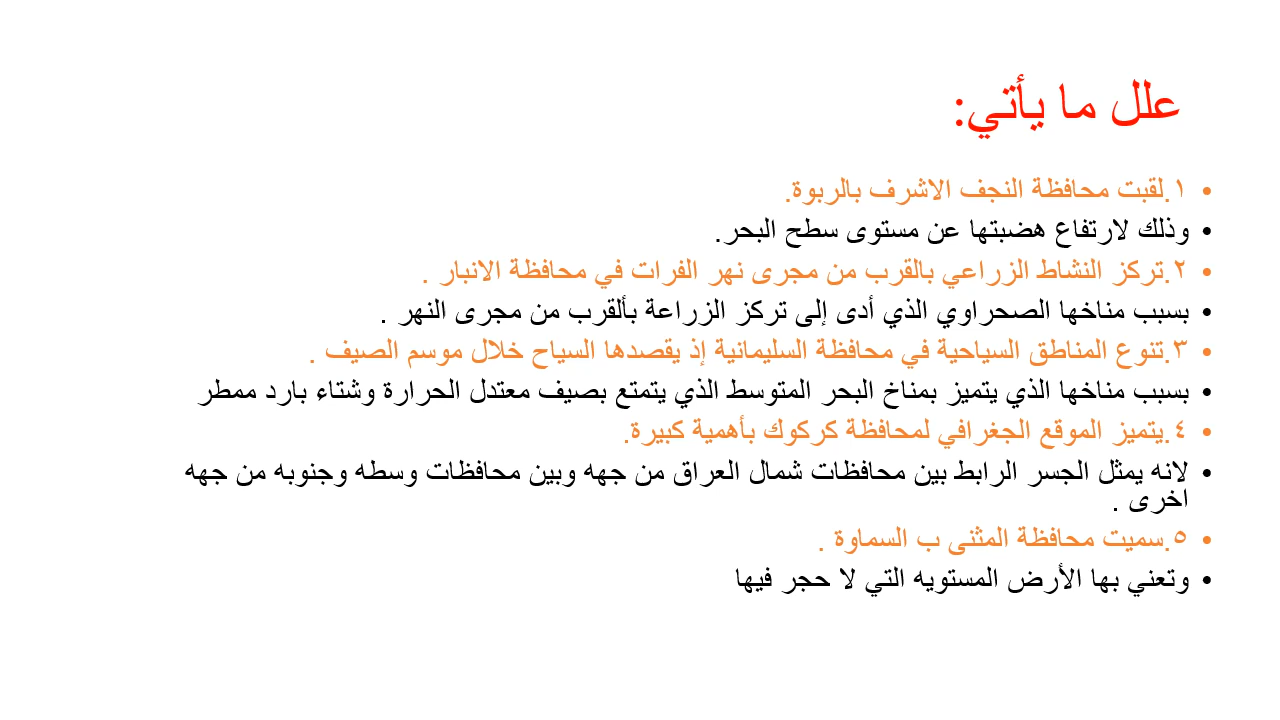 علل ما يأتي:
• ١.لقبت محافظة النجف الاشرف بالربوة.
• وذلك لارتفاع هضبتها عن مستوى سطح البحر.
• ٢.تركز النشاط الزراعي بالقرب من مجرى نهر الفرات في محافظة الانبار .
• بسبب مناخها الصحراوي الذي أدى إلى تركز الزراعة بألقرب من مجرى النهر .
• ٣.تنوع المناطق السياحية في محافظة السليمانية إذ يقصدها السياح خلال موسم الصيف .
• بسبب مناخها الذي يتميز بمناخ البحر المتوسط الذي يتمتع بصيف معتدل الحرارة وشتاء بارد ممطر
• ٤.يتميز الموقع الجغرافي لمحافظة كركوك بأهمية كبيرة.
• لانه يمثل الجسر الرابط بين محافظات شمال العراق من جهه وبين محافظات وسطه وجنوبه من جهه
اخرى .
• ٥.سميت محافظة المثنى ب السماوة .
• وتعني بها الأرض المستويه التي لا حجر فيها